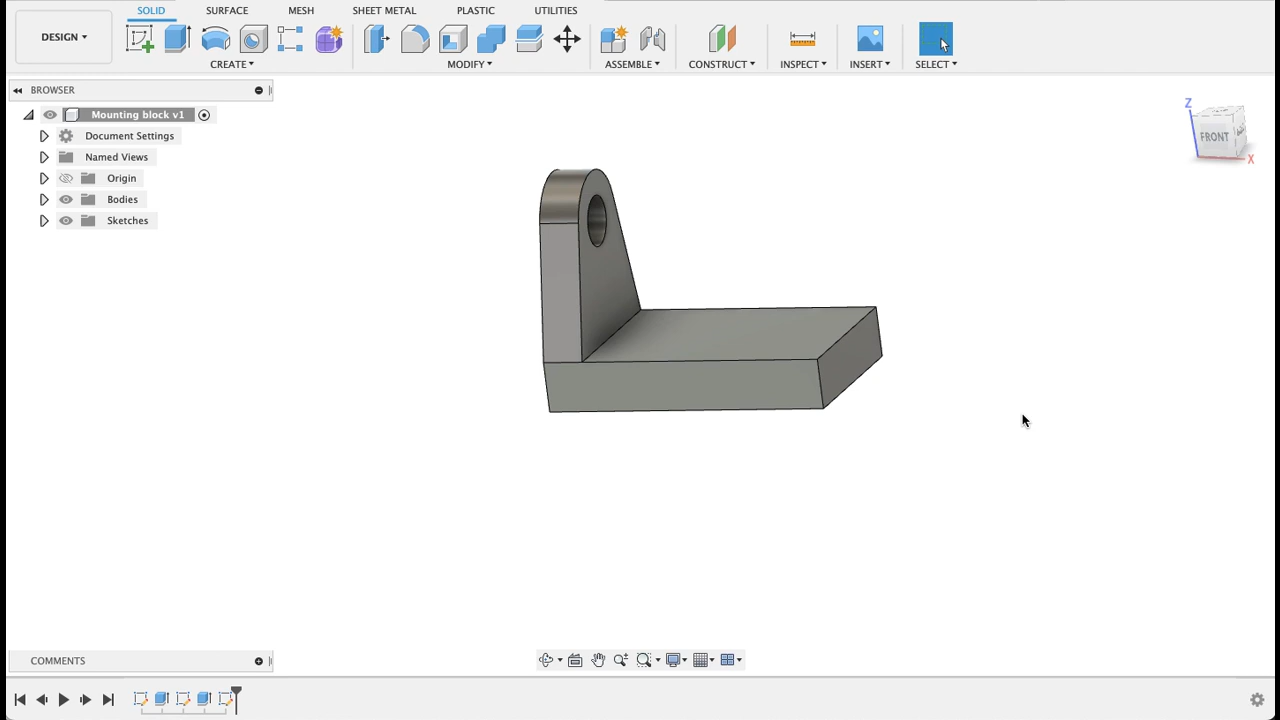 SOLID SURFACE MESH SHEET METAL PLASTIC UTILITIES
DESIGN
CREATE MODIFY ASSEMBLE CONSTRUCT INSPECT INSERT SELECT
BROWSER
Mounting block v1
Document Settings
Named Views
Origin
Bodies
Sketches
Z
FRONT
X
COMMENTS